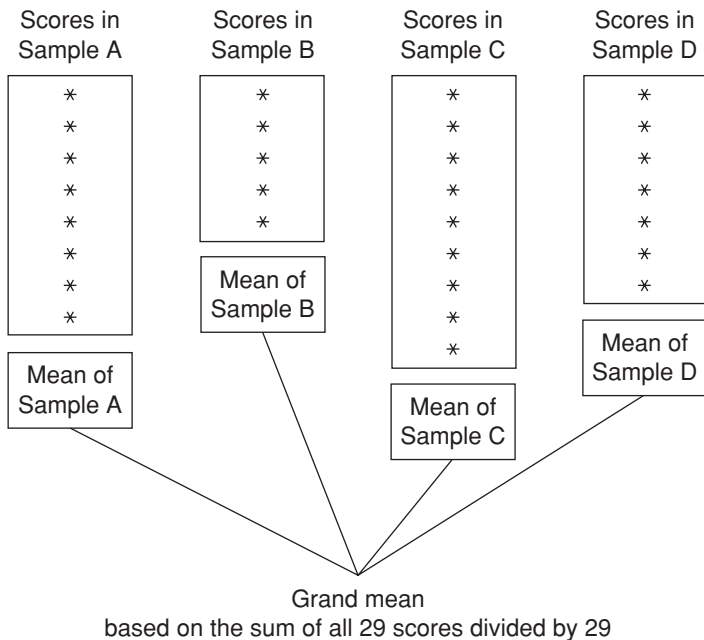 Scores in
Sample A
Scores in
Sample B
Scores in
Sample C
Scores in
Sample D
Mean of
Sample A
Mean of
Sample B
Mean of
Sample C
Mean of
Sample D
Grand mean
based on the sum of all 29 scores divided by 29